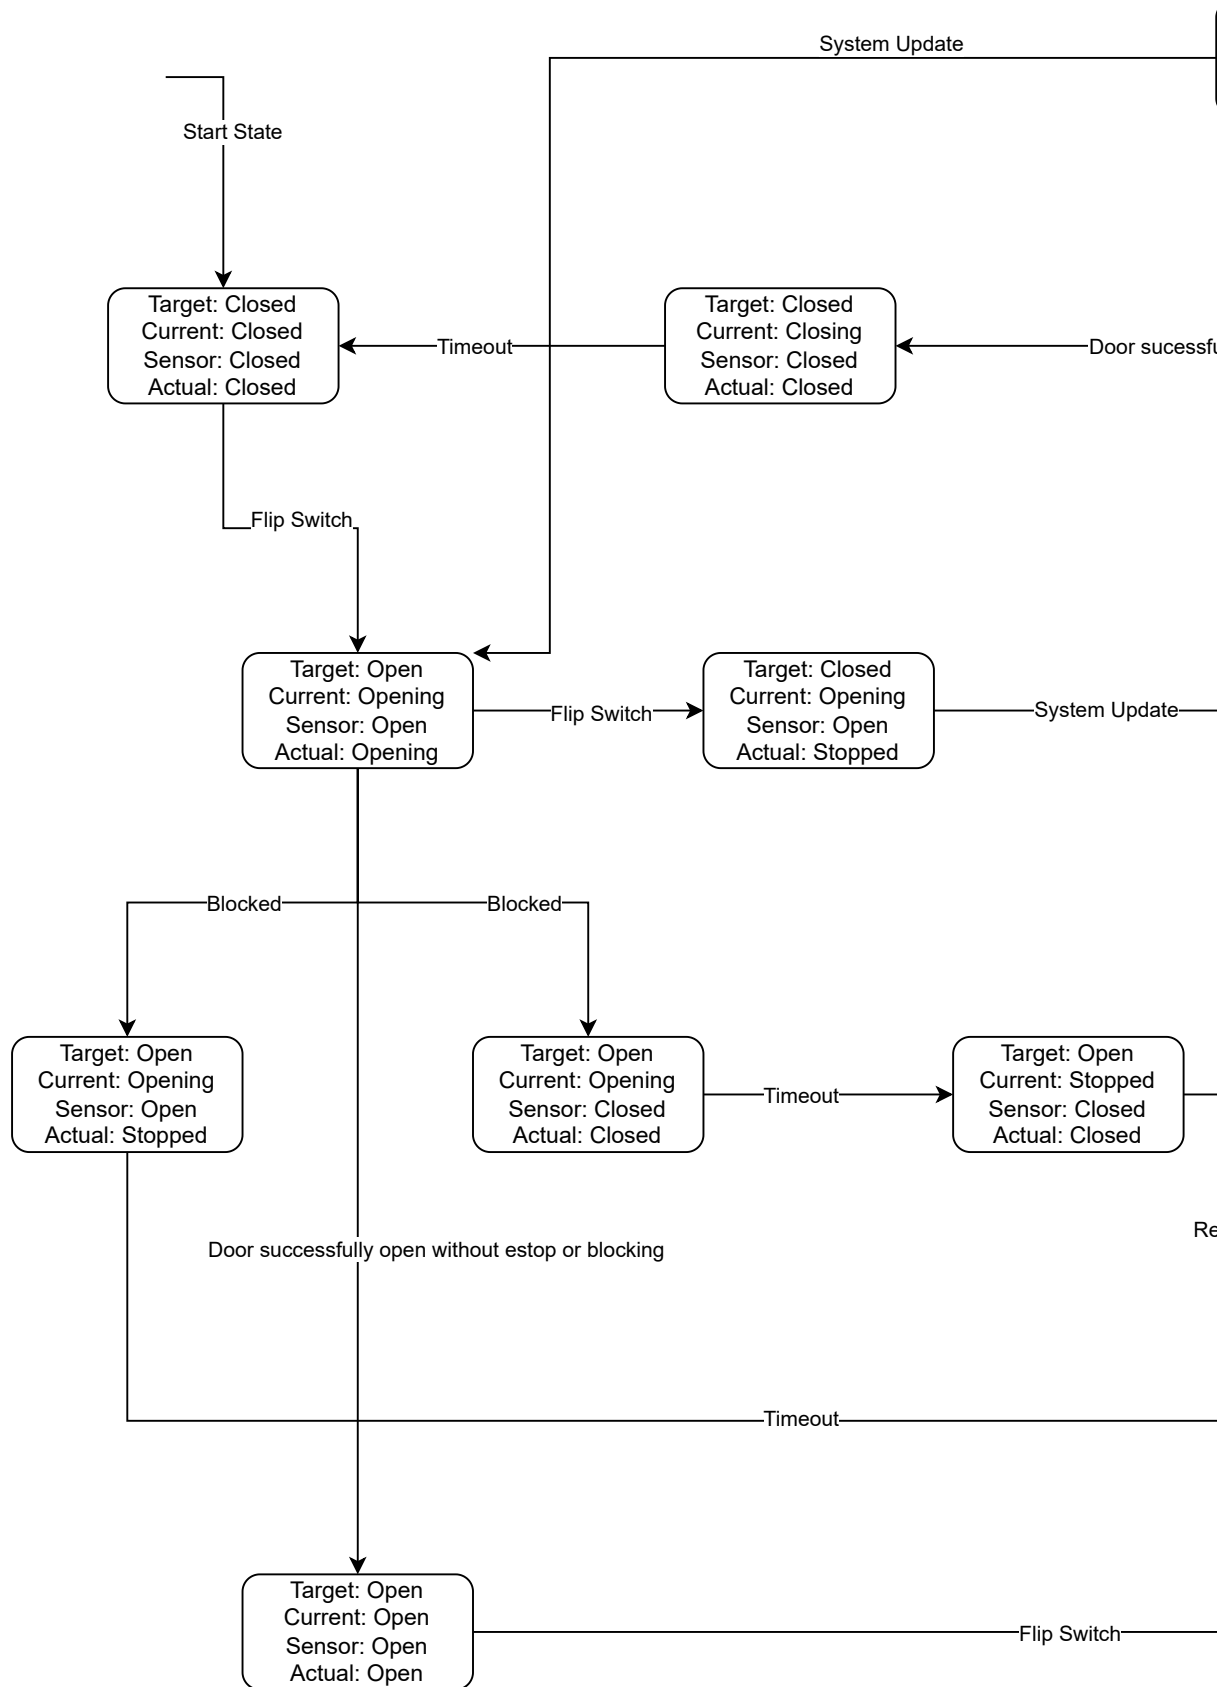 System Update
Start State
Target: Closed
Current: Closed
Sensor: Closed
Actual: Closed
Timeout
Target: Closed
Current: Closing
Sensor: Closed
Actual: Closed
Door
Flip Switch
Target: Open
Current: Opening
Sensor: Open
Actual: Opening
Flip Switch
Target: Closed
Current: Opening
Sensor: Open
Actual: Stopped
System Update
Blocked
Blocked
Target: Open
Current: Opening
Sensor: Open
Actual: Stopped
Target: Open
Current: Opening
Sensor: Closed
Actual: Closed
Timeout
Target: Open
Current: Stopped
Sensor: Closed
Actual: Closed
Door successfully open without estop or blocking
Timeout
Target: Open
Current: Open
Sensor: Open
Actual: Open
Flip Switch